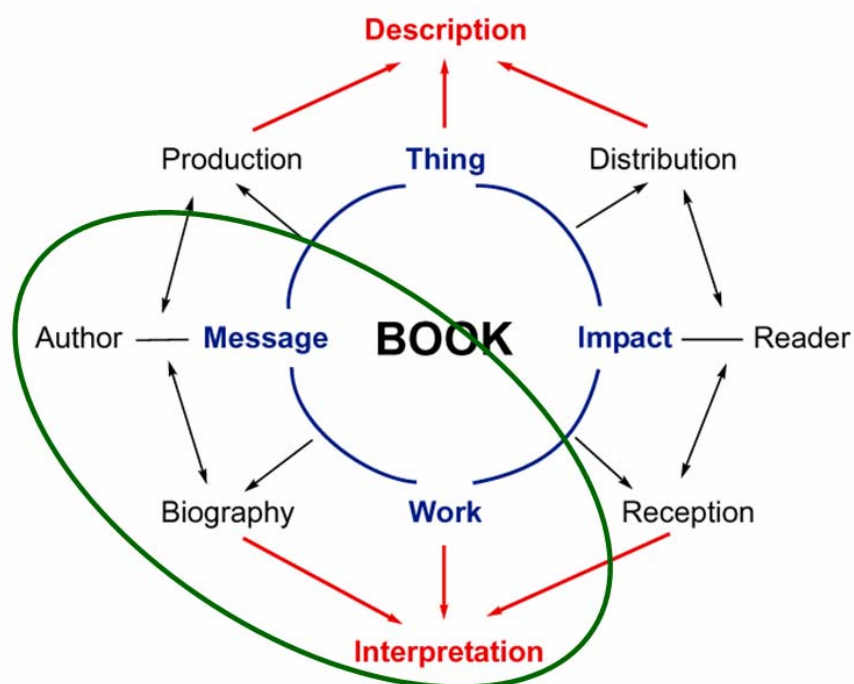 Description
Production
Thing
Distribution
Author
Message
BOOK
Impact
Reader
Biography
Work
Reception
Interpretation